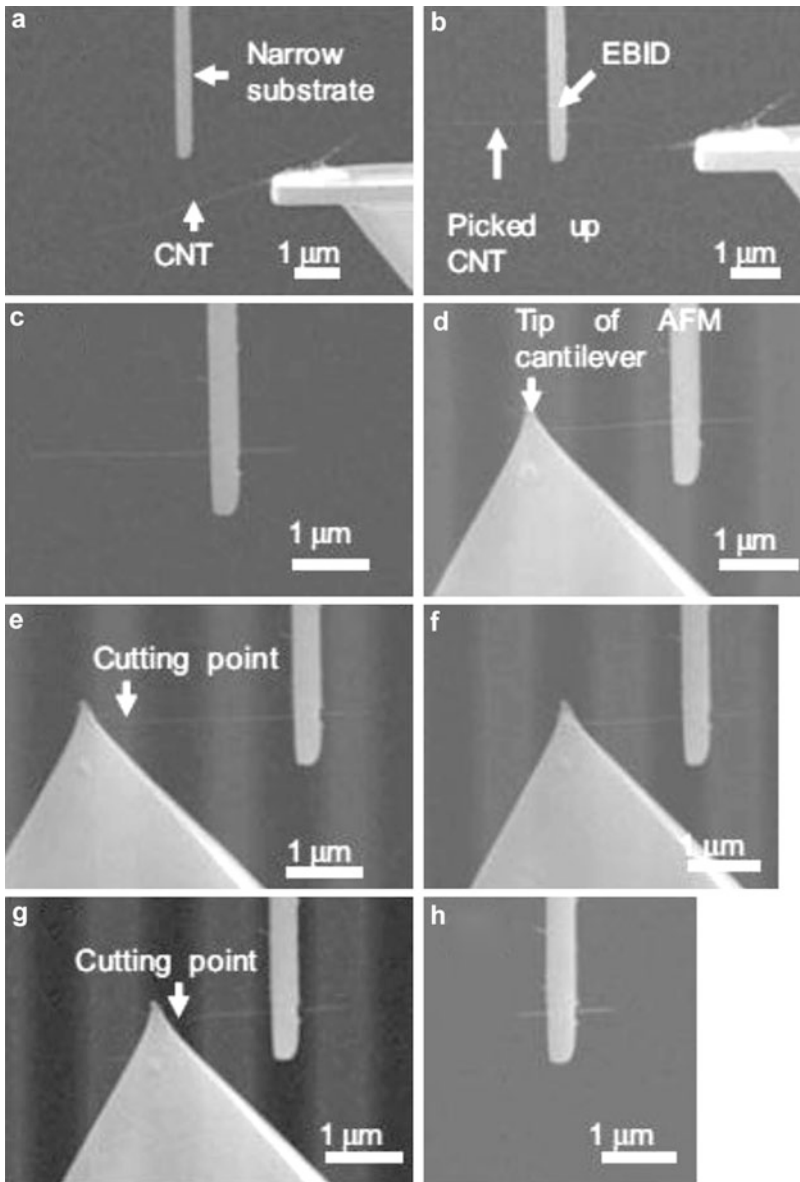 a
Narrow
substrate
CNT
1 μm
b
EBID
Picked up
CNT
1 μm
c
1 μm
d
Tip of AFM
cantilever
1 μm
e
Cutting point
1 μm
f
1 μm
g
Cutting point
1 μm
h
1 μm